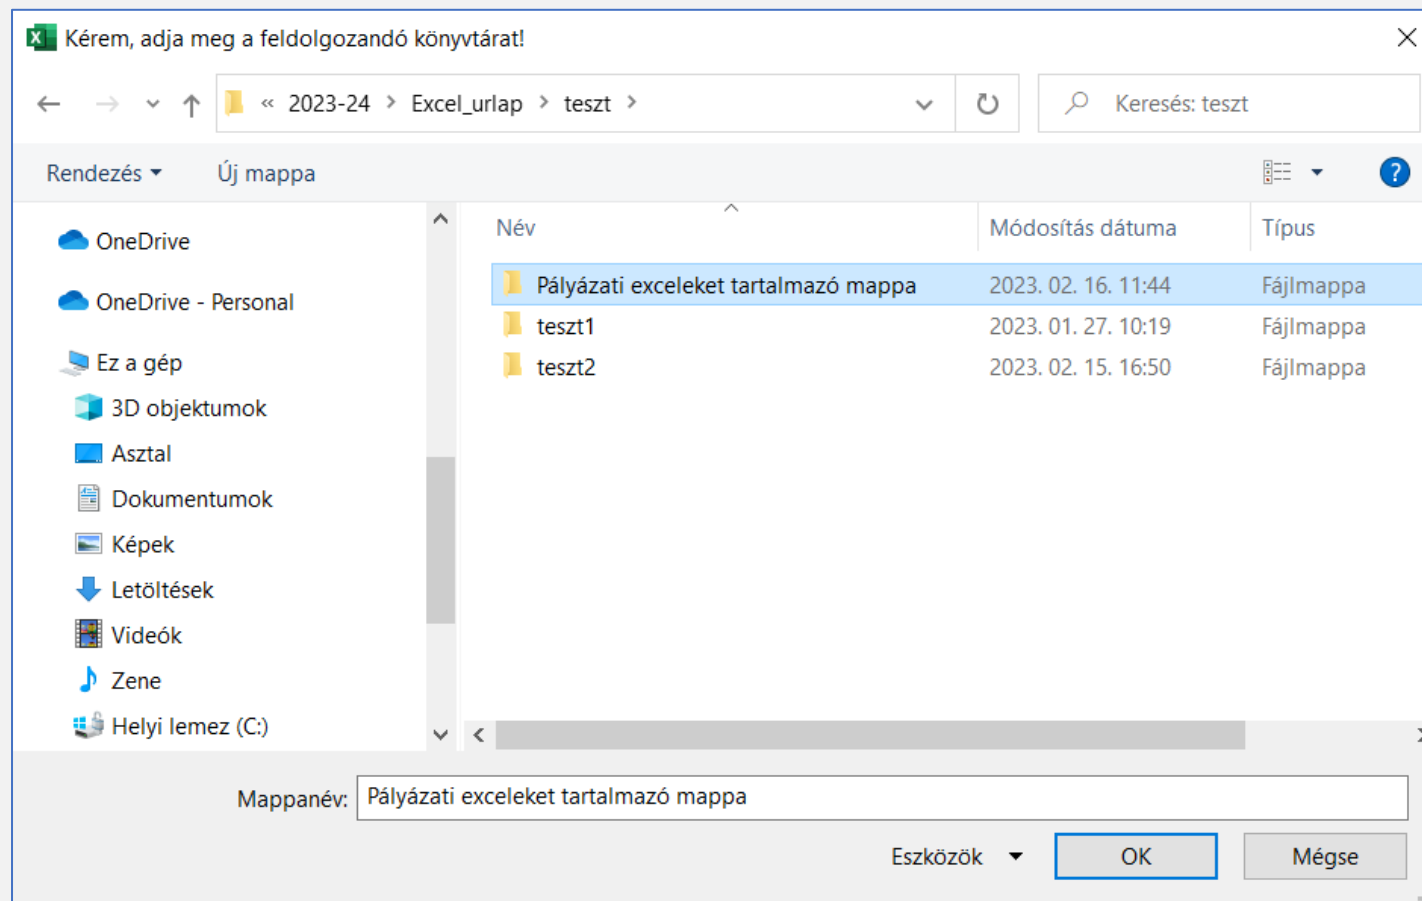 Kérem, adja meg a feldolgozandó könyvtárat!
« 2023-24 > Excel_urlap > teszt >
Keresés: teszt
Rendezés
Új mappa
OneDrive
OneDrive - Personal
Ez a gép
3D objektumok
Asztal
Dokumentumok
Képek
Letöltések
Videók
Zene
Helyi lemez (C:)
Név Módosítás dátuma Típus
Pályázati exceleket tartalmazó mappa 2023. 02. 16. 11:44 Fájlmappa
teszt1 2023. 01. 27. 10:19 Fájlmappa
teszt2 2023. 02. 15. 16:50 Fájlmappa
Mappanév: Pályázati exceleket tartalmazó mappa
Eszközök OK Mégse